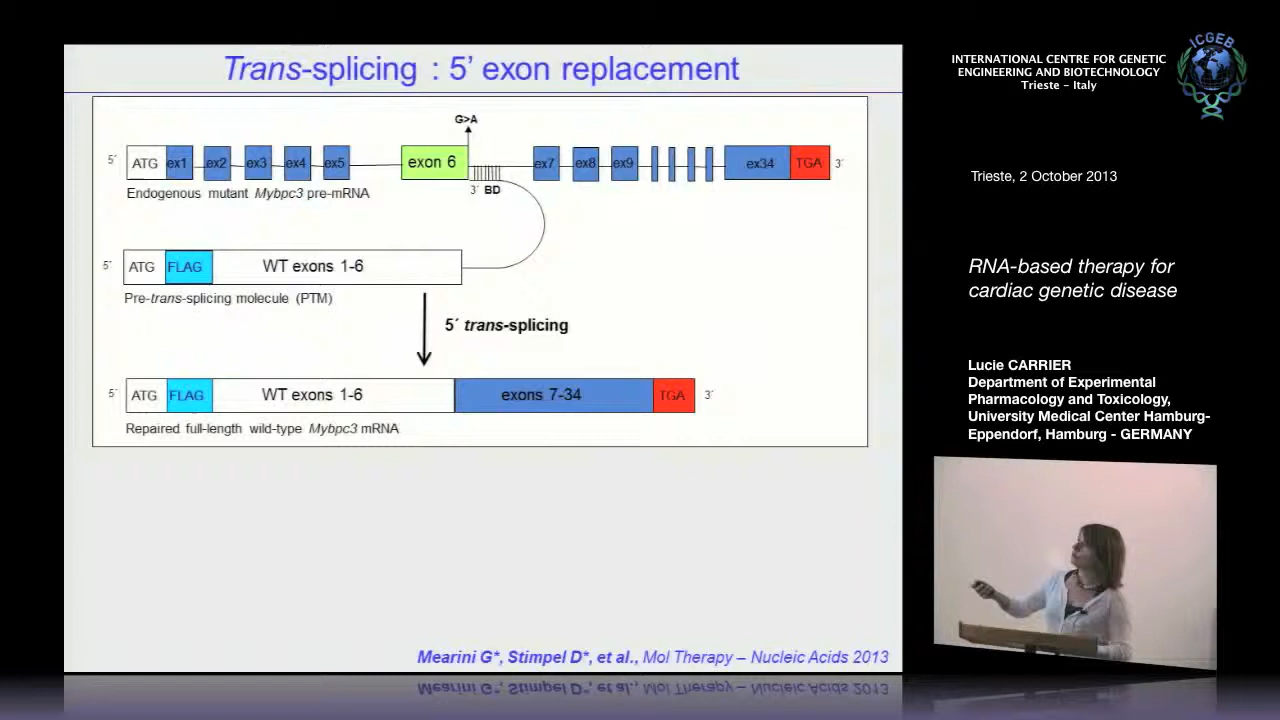 Trans-splicing : 5’ exon replacement
G>A
5´ ATG ex1 ex2 ex3 ex4 ex5 exon 6 ex7 ex8 ex9 ex34 TGA 3´
3´ BD
Endogenous mutant Mybpc3 pre-mRNA
5´ ATG FLAG WT exons 1-6
Pre-trans-splicing molecule (PTM)
5´ trans-splicing
5´ ATG FLAG WT exons 1-6 exons 7-34 TGA 3´
Repaired full-length wild-type Mybpc3 mRNA
Mearini G*, Stimpel D*, et al., Mol Therapy – Nucleic Acids 2013
INTERNATIONAL CENTRE FOR GENETIC
ENGINEERING AND BIOTECHNOLOGY
Trieste - Italy
ICGEB
Trieste, 2 October 2013
RNA-based therapy for
cardiac genetic disease
Lucie CARRIER
Department of Experimental
Pharmacology and Toxicology,
University Medical Center Hamburg-
Eppendorf, Hamburg - GERMANY